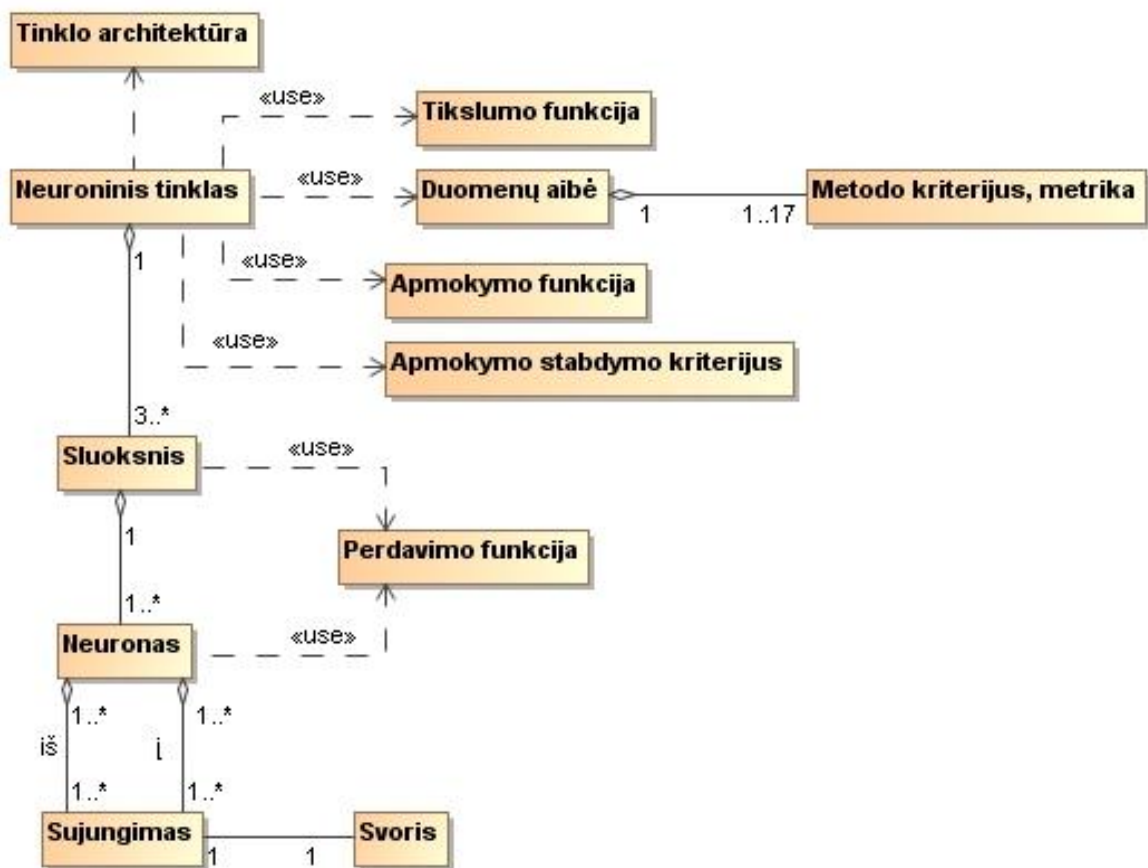 Tinklo architektūra
«use»
Tikslumo funkcija
Neuroninis tinklas
«use»
Duomenų aibė
1
1..17
Metodo kriterijus, metrika
1
«use»
Apmokymo funkcija
«use»
Apmokymo stabdymo kriterijus
3..*
Sluoksnis
«use»
1
Perdavimo funkcija
1..*
Neuronas
«use»
1..*
1..*
iš
į
1..*
1..*
Sujungimas
1
1
Svoris